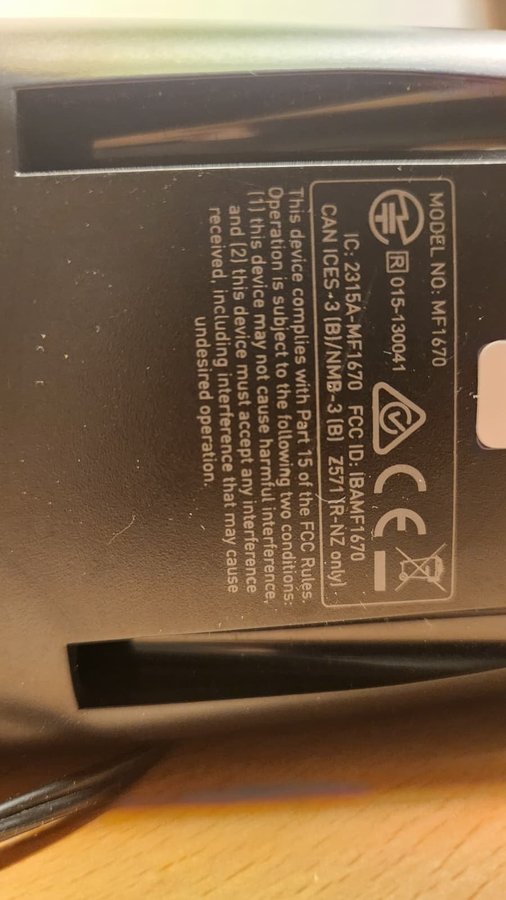 MODEL NO: MF1670
R 015-130041
CE
IC: 2315A-MF1670 FCC ID: IBAMF1670
CAN ICES-3 (B)/NMB-3 (B) Z571 (R-NZ only)
This device complies with Part 15 of the FCC Rules.
Operation is subject to the following two conditions:
(1) this device may not cause harmful interference,
and (2) this device must accept any interference
received, including interference that may cause
undesired operation.